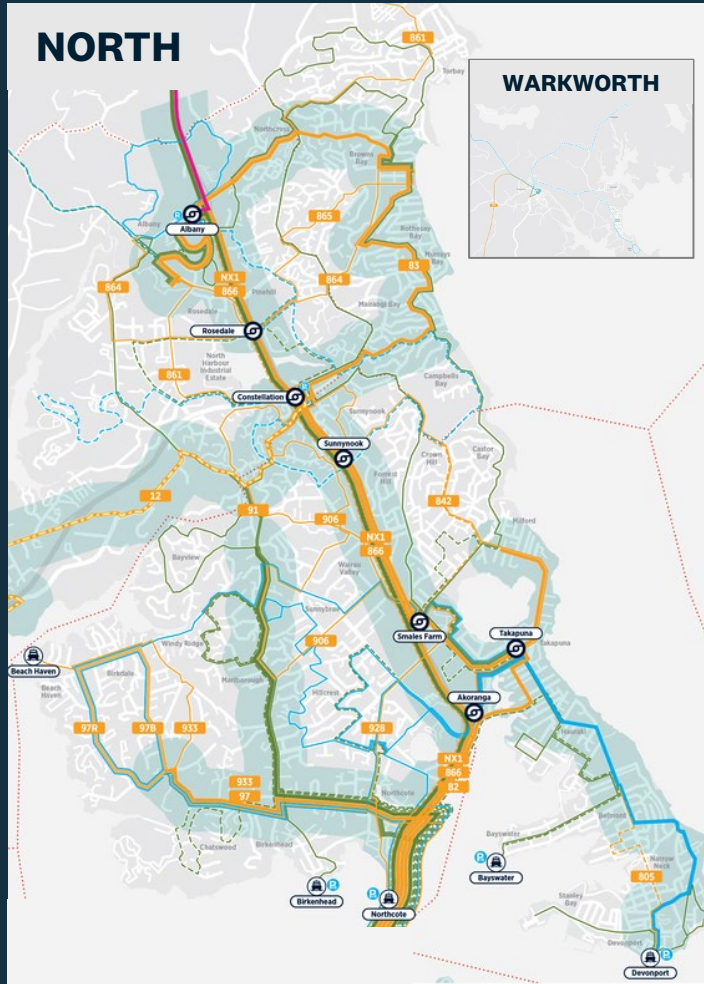 NORTH
861
Torbay
WARKWORTH
Northcross
Browns
Bay
P
Albany
Albany
865
Rothesay
Bay
Murrays
Bay
83
864
NX1
866
Pinehill
864
Mairangi Bay
Rosedale
Rosedale
North
Harbour
Industrial
Estate
861
Campbells
Bay
P
Constellation
Sunnynook
Sunnynook
Castor
Bay
Crown
Hill
Forrest
Hill
12
842
91
906
Milford
NX1
866
Bayview
Wairau
Valley
Sunnybrae
Smales Farm
Takapuna
Takapuna
906
Windy Ridge
Beach Haven
Beach
Haven
Birkdale
Marlborough
Hillcrest
Akoranga
97R
97B
933
928
Hauraki
NX1
866
82
933
97
Northcote
Belmont
Bayswater
Chatswood
Birkenhead
P
Bayswater
Narrow
Neck
805
P
Birkenhead
P
Northcote
Stanley
Bay
Devonport
P
Devonport